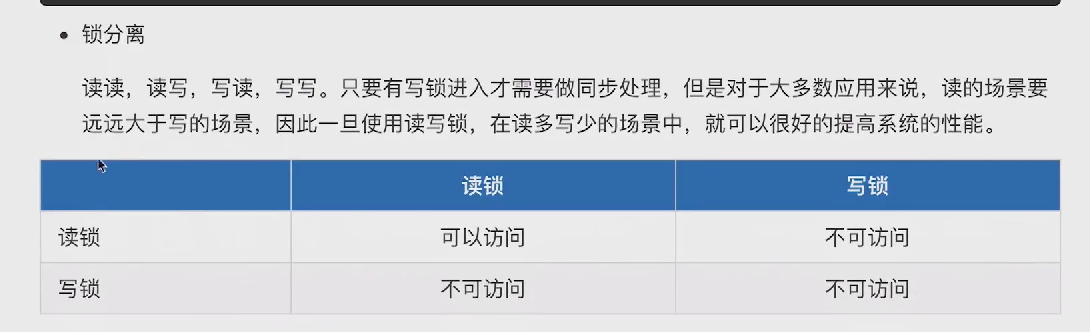 锁分离
读读，读写，写读，写写。只要有写锁进入才需要做同步处理，但是对于大多数应用来说，读的场景要
远远大于写的场景，因此一旦使用读写锁，在读多写少的场景中，就可以很好的提高系统的性能。
读锁 写锁
读锁 可以访问 不可访问
写锁 不可访问 不可访问